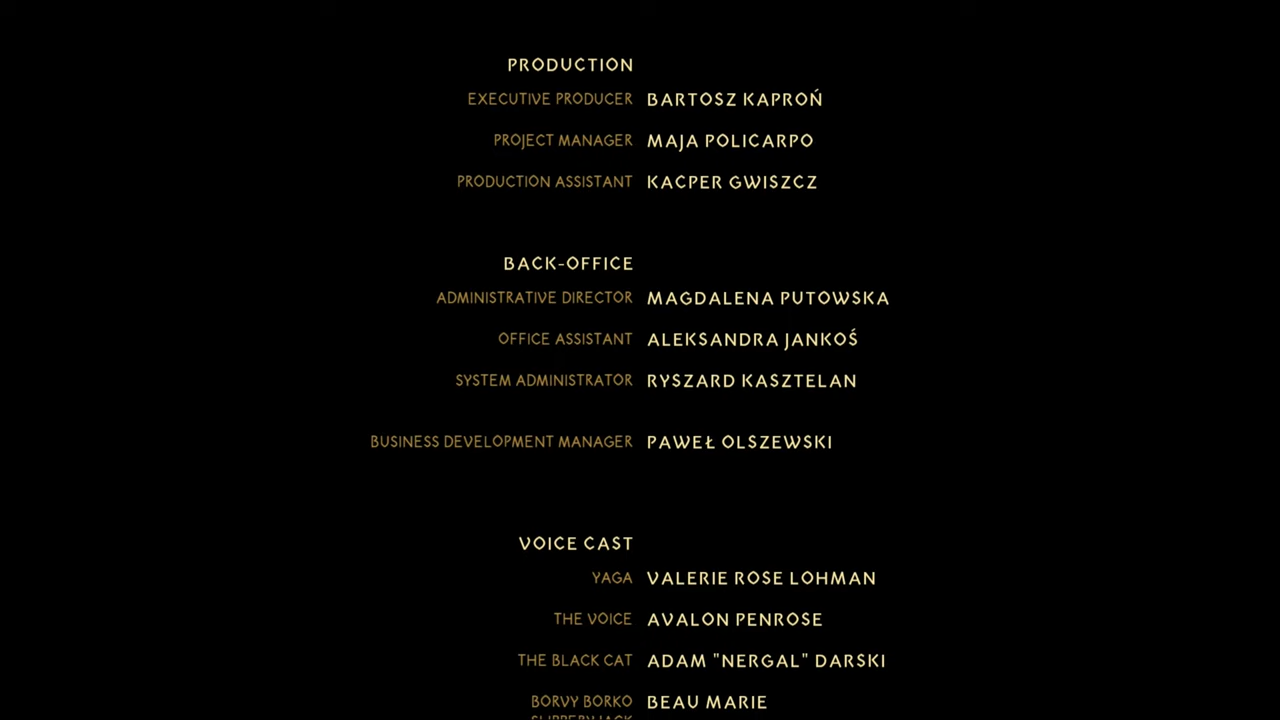 PRODUCTION
EXECUTIVE PRODUCER BARTOSZ KAPROŃ
PROJECT MANAGER MAJA POLICARPO
PRODUCTION ASSISTANT KACPER GWISZCZ
BACK-OFFICE
ADMINISTRATIVE DIRECTOR MAGDALENA PUTOWSKA
OFFICE ASSISTANT ALEKSANDRA JANKOŚ
SYSTEM ADMINISTRATOR RYSZARD KASZTELAN
BUSINESS DEVELOPMENT MANAGER PAWEŁ OLSZEWSKI
VOICE CAST
YAGA VALERIE ROSE LOHMAN
THE VOICE AVALON PENROSE
THE BLACK CAT ADAM "NERGAL" DARSKI
BORVY BORKO BEAU MARIE